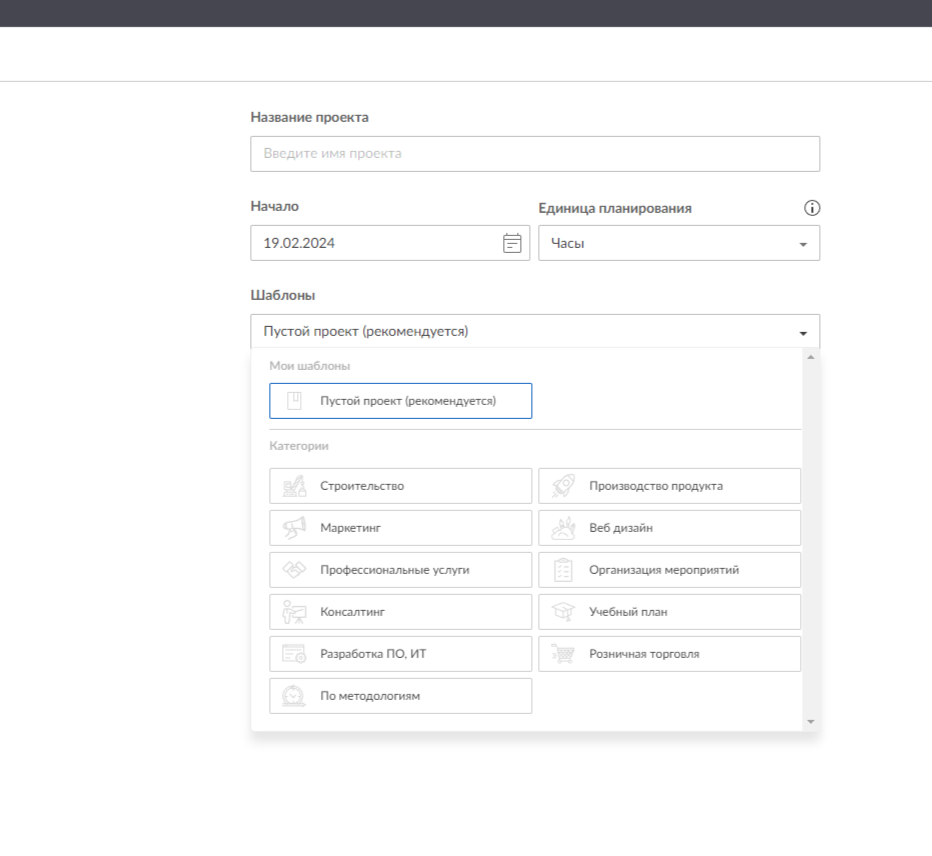 Название проекта
Введите имя проекта
Начало
Единица планирования
19.02.2024
Часы
Шаблоны
Пустой проект (рекомендуется)
Мои шаблоны
Пустой проект (рекомендуется)
Категории
Строительство
Производство продукта
Маркетинг
Веб дизайн
Профессиональные услуги
Организация мероприятий
Консалтинг
Учебный план
Разработка ПО, ИТ
Розничная торговля
По методологиям